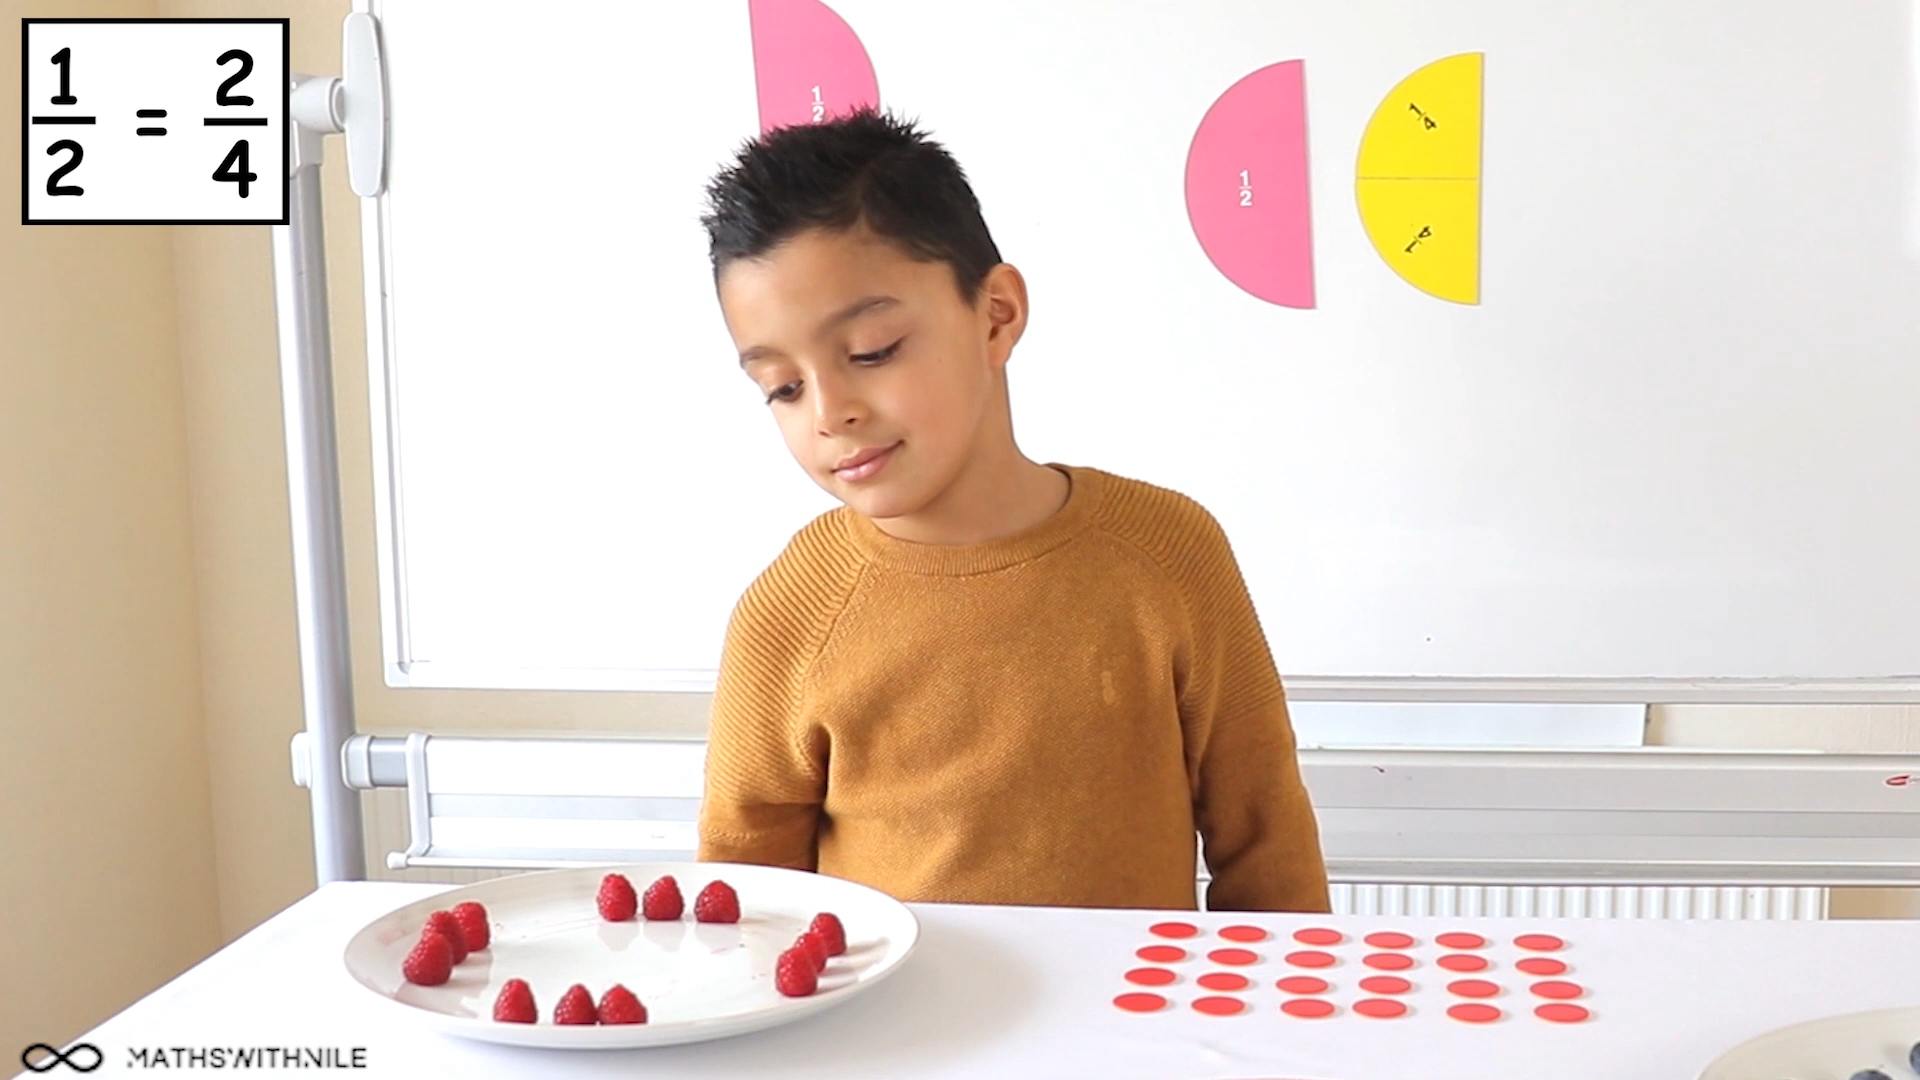 1/2 = 2/4
1/2
1/2
1/4
1/4
MATHSWITHNILE